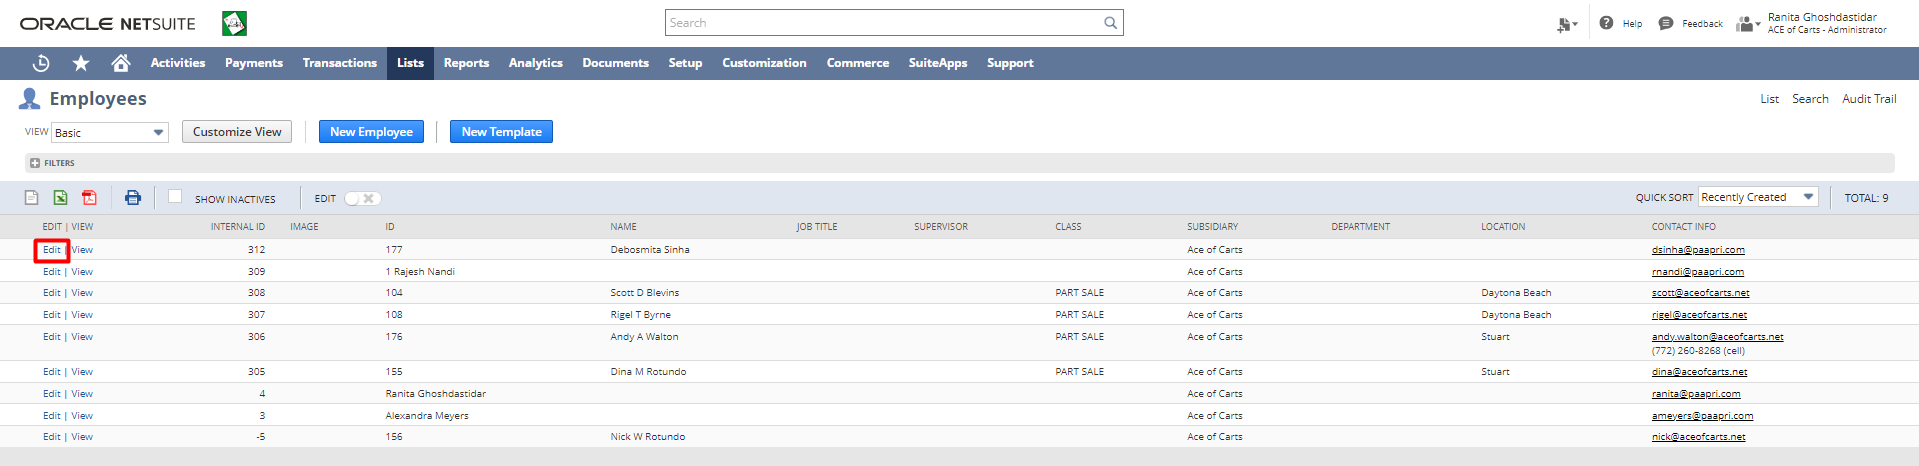 ORACLE NETSUITE
Search
Help
Feedback
Ranita Ghoshdastidar
ACE of Carts - Administrator
Activities Payments Transactions Lists Reports Analytics Documents Setup Customization Commerce SuiteApps Support
Employees
List Search Audit Trail
VIEW Basic Customize View New Employee New Template
FILTERS
SHOW INACTIVES EDIT QUICK SORT Recently Created TOTAL: 9
EDIT | VIEW INTERNAL ID IMAGE ID NAME JOB TITLE SUPERVISOR CLASS SUBSIDIARY DEPARTMENT LOCATION CONTACT INFO
Edit | View 312 177 Debosmita Sinha Ace of Carts dsinha@paapri.com
Edit | View 309 1 Rajesh Nandi Ace of Carts rnandi@paapri.com
Edit | View 308 104 Scott D Blevins PART SALE Ace of Carts Daytona Beach scott@aceofcarts.net
Edit | View 307 108 Rigel T Byrne PART SALE Ace of Carts Daytona Beach rigel@aceofcarts.net
Edit | View 306 176 Andy A Walton PART SALE Ace of Carts Stuart andy.walton@aceofcarts.net
(772) 260-8268 (cell)
Edit | View 305 155 Dina M Rotundo PART SALE Ace of Carts Stuart dina@aceofcarts.net
Edit | View 4 Ranita Ghoshdastidar Ace of Carts ranita@paapri.com
Edit | View 3 Alexandra Meyers Ace of Carts ameyers@paapri.com
Edit | View -5 156 Nick W Rotundo Ace of Carts nick@aceofcarts.net